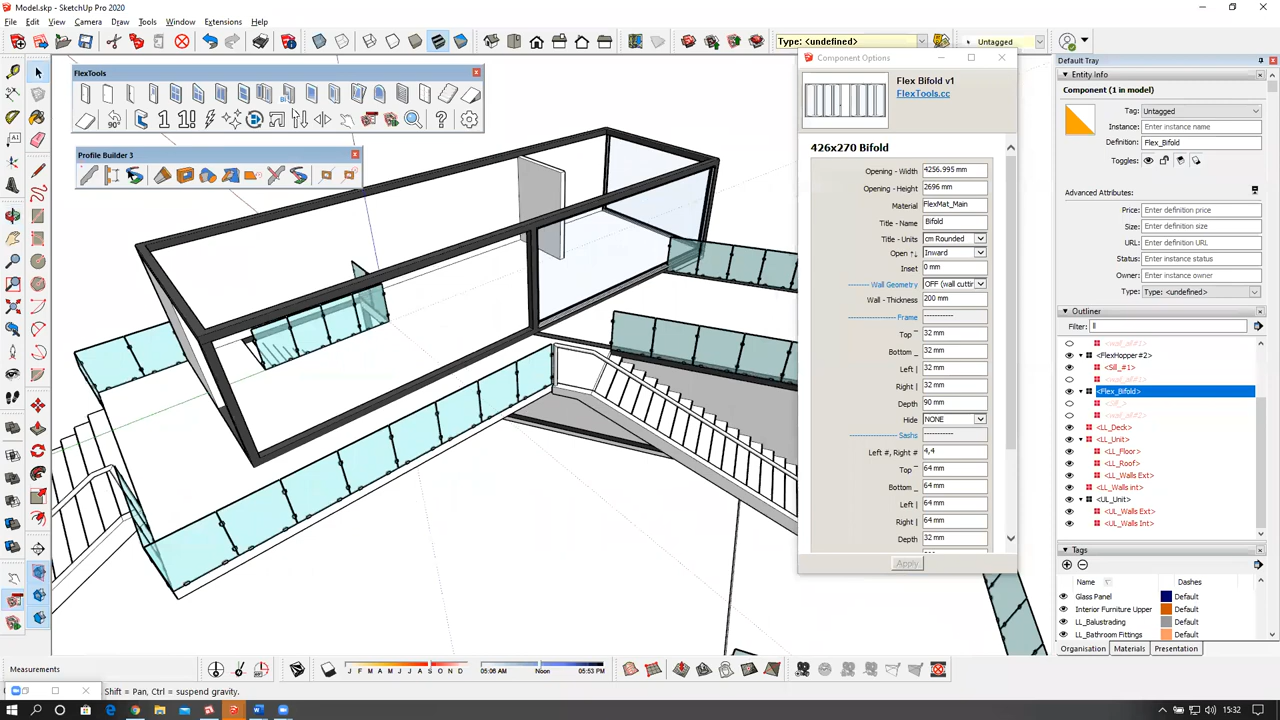 Model.skp - SketchUp Pro 2020
File Edit View Camera Draw Tools Window Extensions Help
Type: <undefined>
Untagged
FlexTools
Profile Builder 3
Component Options
Flex Bifold v1
FlexTools.cc
426x270 Bifold
Opening - Width 4256.995 mm
Opening - Height 2696 mm
Material FlexMat_Main
Title - Name Bifold
Title - Units cm Rounded
Open ↑↓ Inward
Inset 0 mm
-------- Wall Geometry OFF (wall cuttir
Wall - Thickness 200 mm
------------------ Frame -----------
Top ¯ 32 mm
Bottom _ 32 mm
Left | 32 mm
Right | 32 mm
Depth 90 mm
Hide NONE
------------------ Sashs -----------
Left #, Right # 4,4
Top ¯ 64 mm
Bottom _ 64 mm
Left | 64 mm
Right | 64 mm
Depth 32 mm
Apply
Default Tray
Entity Info
Component (1 in model)
Tag: Untagged
Instance: Enter instance name
Definition: Flex_Bifold
Toggles:
Advanced Attributes:
Price: Enter definition price
Size: Enter definition size
URL: Enter definition URL
Status: Enter instance status
Owner: Enter instance owner
Type: Type: <undefined>
Outliner
Filter: ll
<wall_all#1>
<FlexHopper#2>
<Sill_#1>
<wall_all#1>
<Flex_Bifold>
<Sill_>
<wall_all#2>
<LL_Deck>
<LL_Unit>
<LL_Floor>
<LL_Roof>
<LL_Walls Ext>
<LL_Walls int>
<UL_Unit>
<UL_Walls Ext>
<UL_Walls Int>
Tags
Name Dashes
Glass Panel Default
Interior Furniture Upper Default
LL_Balustrading Default
LL_Bathroom Fittings Default
Organisation Materials Presentation
Measurements
J F M A M J J A S O N D
05:06 AM Noon 05:53 PM
Shift = Pan, Ctrl = suspend gravity.
15:32